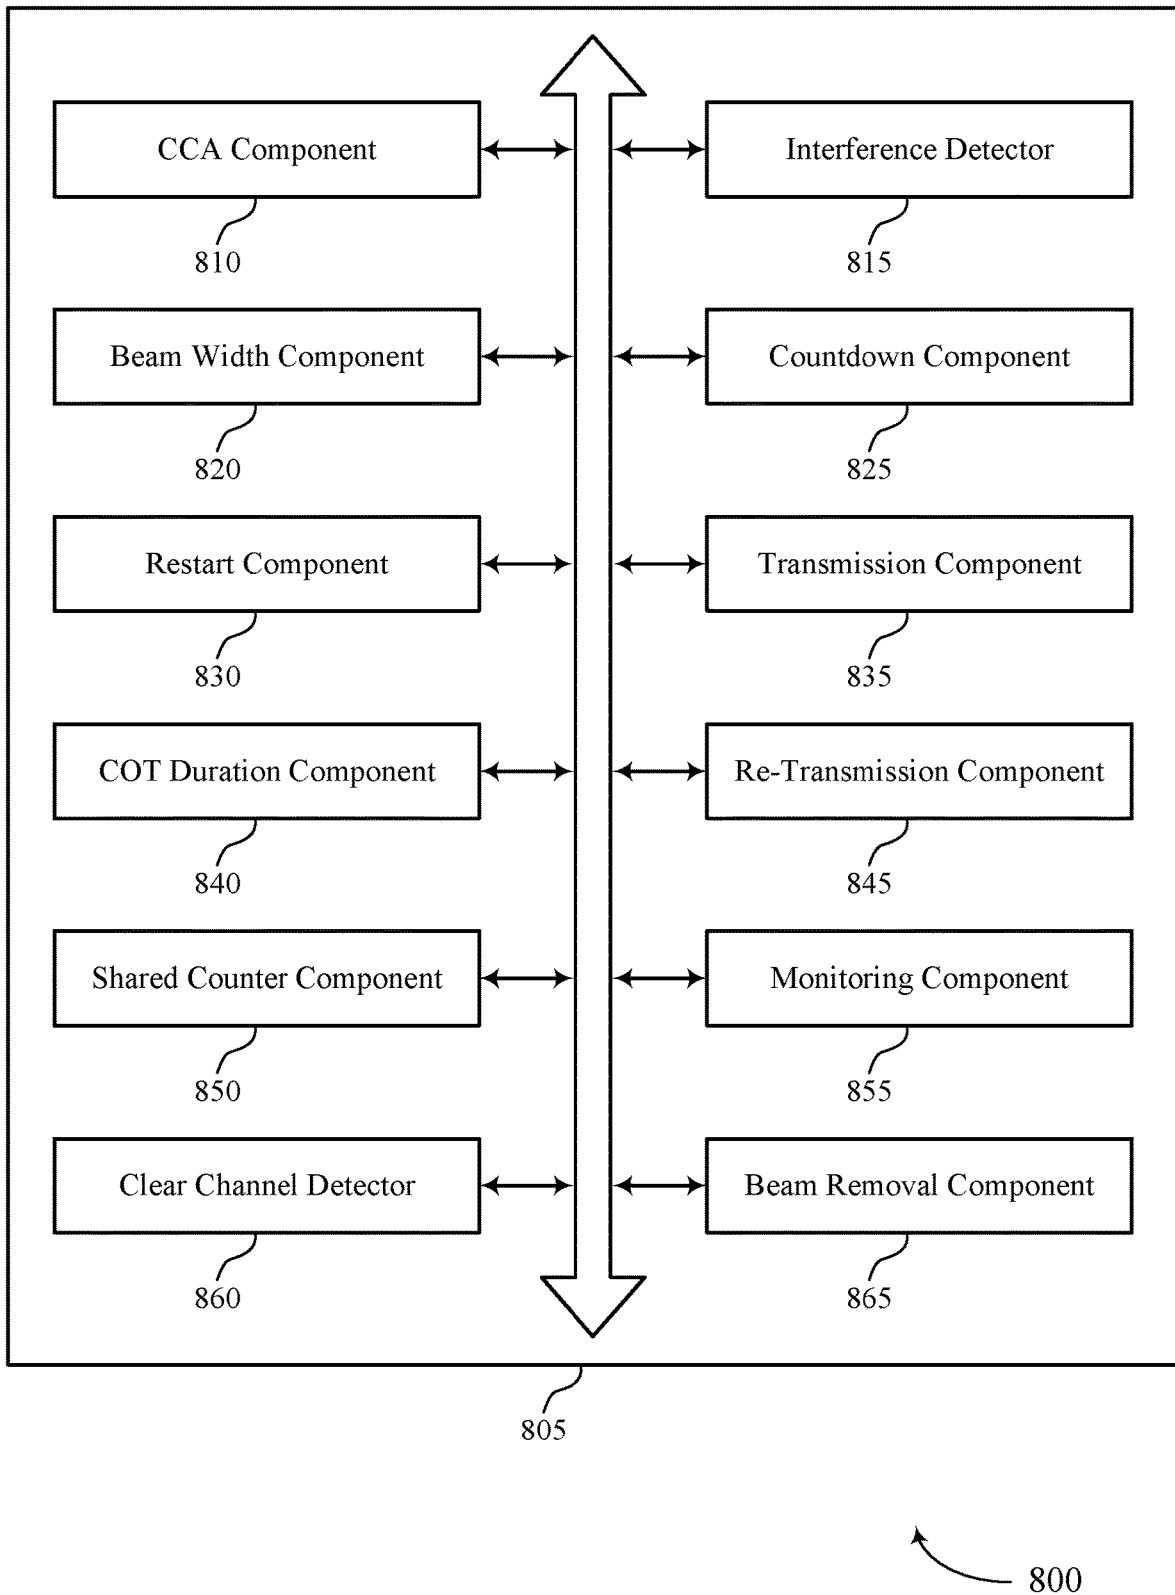 CCA Component
Interference Detector
810
815
Beam Width Component
Countdown Component
820
825
Restart Component
Transmission Component
830
835
COT Duration Component
Re-Transmission Component
840
845
Shared Counter Component
Monitoring Component
850
855
Clear Channel Detector
Beam Removal Component
860
865
805
800